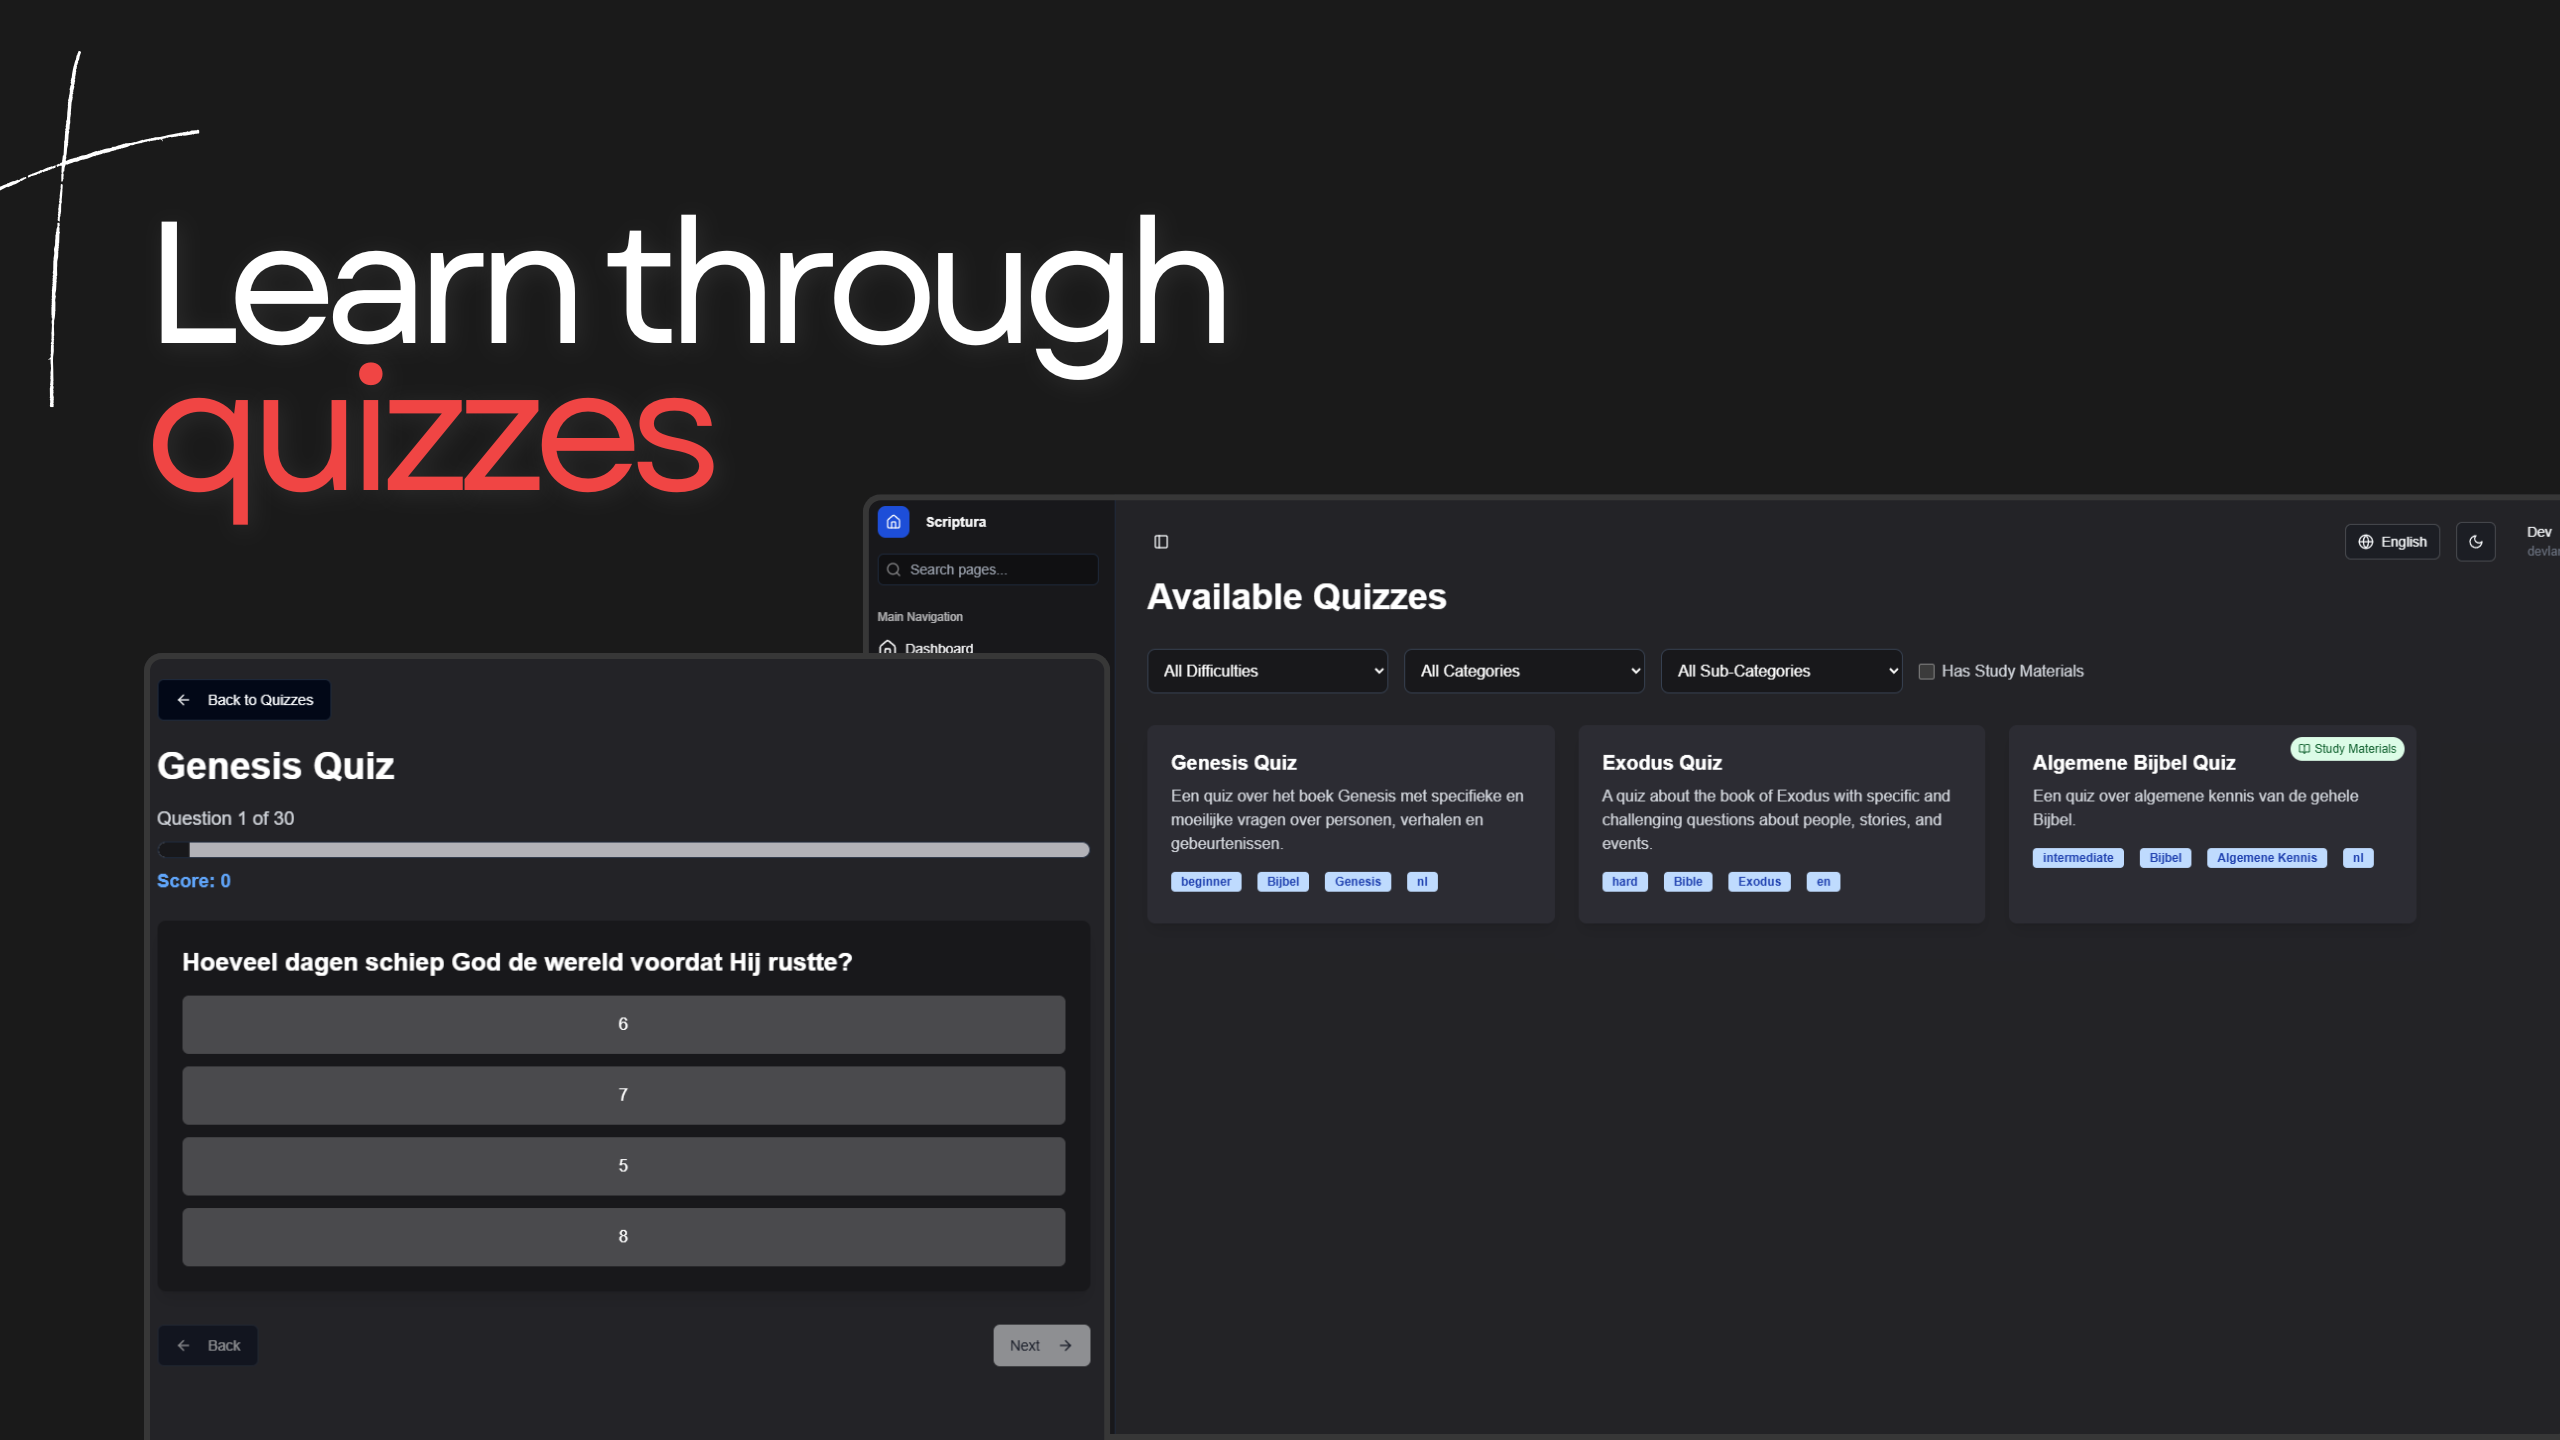 Learn through
quizzes
Scriptura
Search pages...
Main Navigation
Dashboard
English
Dev
Available Quizzes
All Difficulties
All Categories
All Sub-Categories
Has Study Materials
Genesis Quiz
Een quiz over het boek Genesis met specifieke en
moeilijke vragen over personen, verhalen en
gebeurtenissen.
beginner Bijbel Genesis nl
Exodus Quiz
A quiz about the book of Exodus with specific and
challenging questions about people, stories, and
events.
hard Bible Exodus en
Study Materials
Algemene Bijbel Quiz
Een quiz over algemene kennis van de gehele
Bijbel.
intermediate Bijbel Algemene Kennis nl
Back to Quizzes
Genesis Quiz
Question 1 of 30
Score: 0
Hoeveel dagen schiep God de wereld voordat Hij rustte?
6
7
5
8
Back
Next